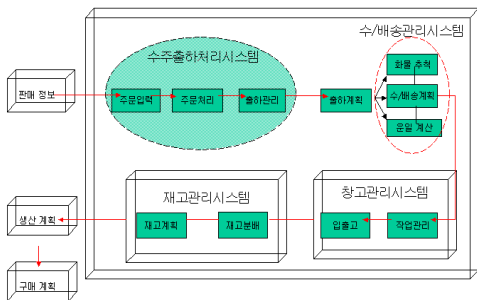 수/배송관리시스템
수주출하처리시스템
화물 추적
판매 정보
주문입력
주문처리
출하관리
출하계획
수/배송계획
운임 계산
재고관리시스템
창고관리시스템
생산 계획
재고계획
재고분배
입출고
작업관리
구매 계획